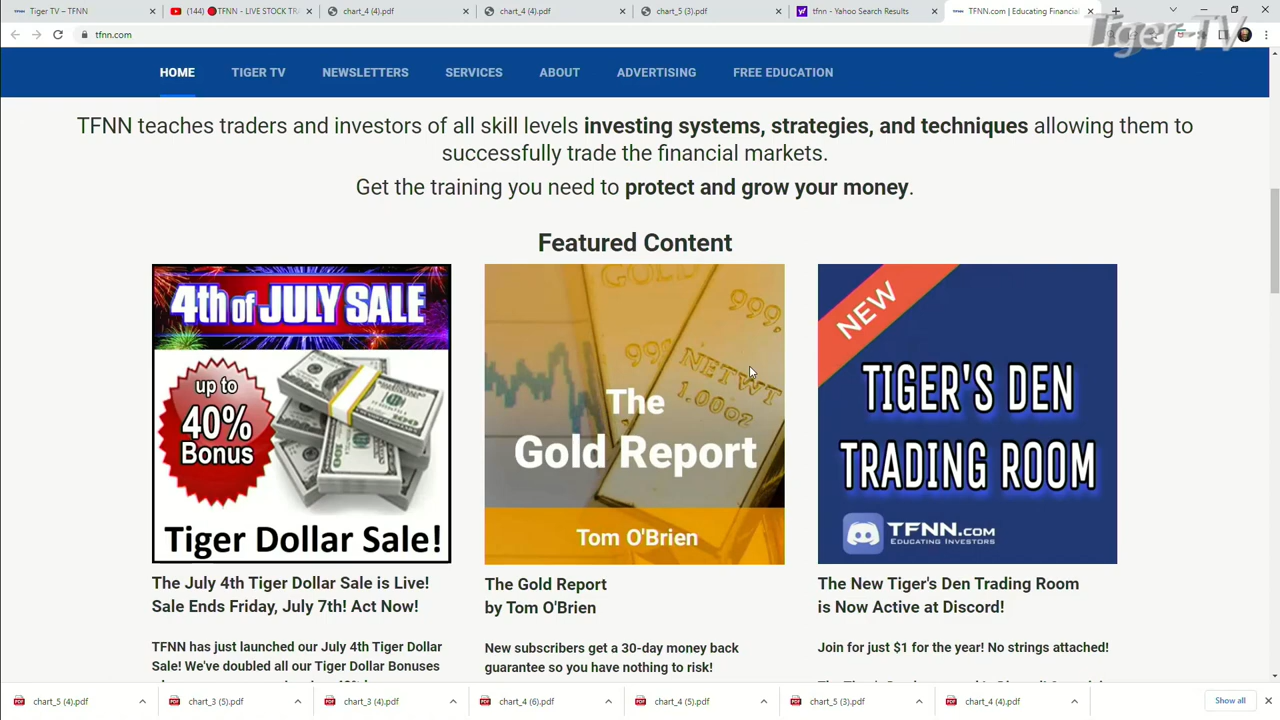 Tiger TV – TFNN
(144) 🔴TFNN - LIVE STOCK TR
chart_4 (4).pdf
chart_4 (4).pdf
chart_5 (3).pdf
tfnn - Yahoo Search Results
TFNN.com | Educating Financial
Tiger-TV
tfnn.com
HOME
TIGER TV
NEWSLETTERS
SERVICES
ABOUT
ADVERTISING
FREE EDUCATION
TFNN teaches traders and investors of all skill levels investing systems, strategies, and techniques allowing them to
successfully trade the financial markets.
Get the training you need to protect and grow your money.
Featured Content
4th of JULY SALE
up to
40%
Bonus
Tiger Dollar Sale!
The July 4th Tiger Dollar Sale is Live!
Sale Ends Friday, July 7th! Act Now!
TFNN has just launched our July 4th Tiger Dollar
Sale! We've doubled all our Tiger Dollar Bonuses
GOLD
999.
999
NETWT
1.00oz
The
Gold Report
Tom O'Brien
The Gold Report
by Tom O'Brien
New subscribers get a 30-day money back
guarantee so you have nothing to risk!
NEW
TIGER'S DEN
TRADING ROOM
TFNN.com
EDUCATING INVESTORS
The New Tiger's Den Trading Room
is Now Active at Discord!
Join for just $1 for the year! No strings attached!
chart_5 (4).pdf
chart_3 (5).pdf
chart_3 (4).pdf
chart_4 (6).pdf
chart_4 (5).pdf
chart_5 (3).pdf
chart_4 (4).pdf
Show all